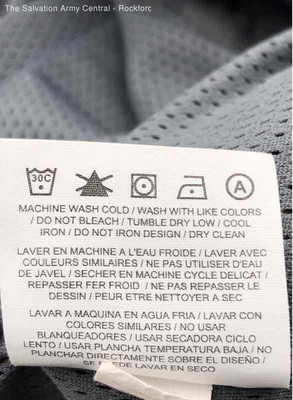 The Salvation Army Central - Rockford
30C
A
MACHINE WASH COLD / WASH WITH LIKE COLORS
/ DO NOT BLEACH / TUMBLE DRY LOW / COOL
IRON / DO NOT IRON DESIGN / DRY CLEAN
LAVER EN MACHINE A L'EAU FROIDE / LAVER AVEC
COULEURS SIMILAIRES / NE PAS UTILISER D'EAU
DE JAVEL / SECHER EN MACHINE CYCLE DELICAT /
REPASSER FER FROID / NE PAS REPASSER LE
DESSIN / PEUR ETRE NETTOYER A SEC
LAVAR A MAQUINA EN AGUA FRIA / LAVAR CON
COLORES SIMILARES / NO USAR
BLANQUEADORES / USAR SECADORA CICLO
LENTO / USAR PLANCHA TEMPERATURA BAJA / NO
PLANCHAR DIRECTAMENTE SOBRE EL DISEÑO /
SE PUEDE LAVAR EN SECO